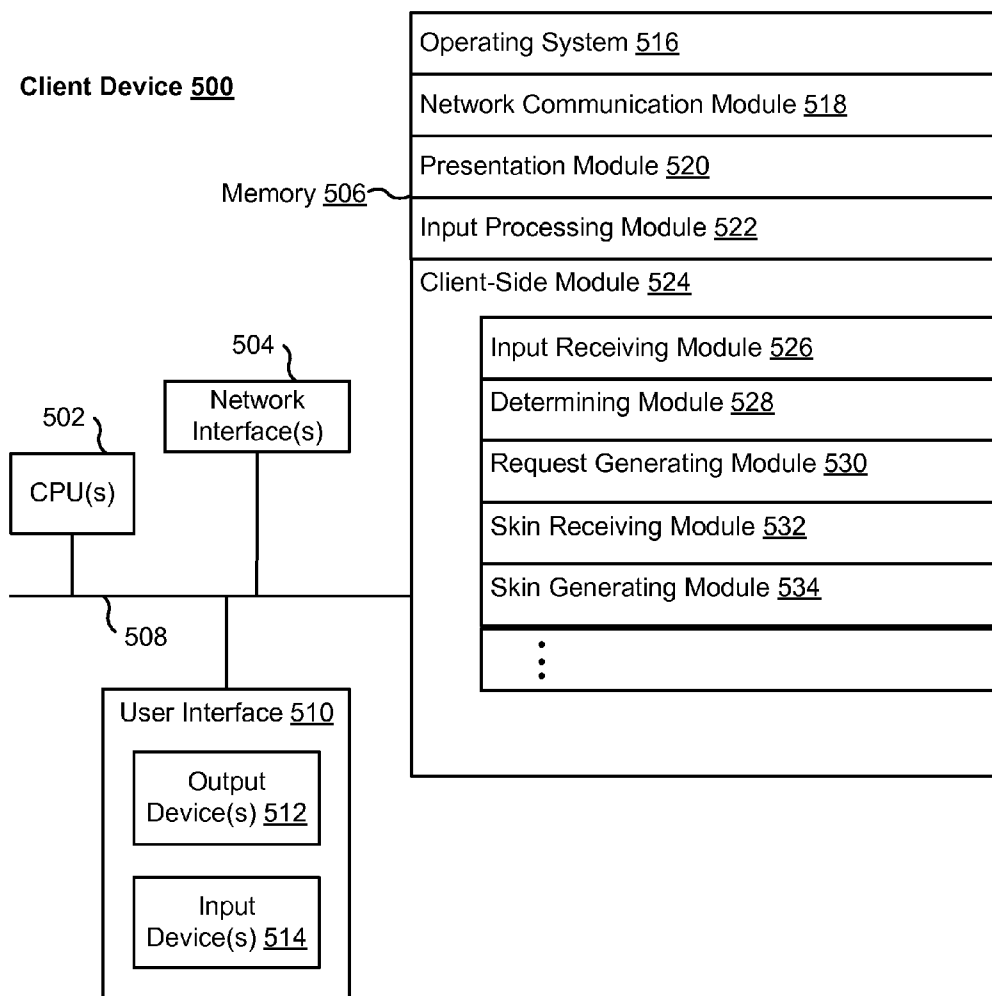 Client Device 500
Operating System 516
Network Communication Module 518
Presentation Module 520
Memory 506
Input Processing Module 522
Client-Side Module 524
Input Receiving Module 526
Determining Module 528
Request Generating Module 530
Skin Receiving Module 532
Skin Generating Module 534
504
Network
Interface(s)
502
CPU(s)
508
User Interface 510
Output
Device(s) 512
Input
Device(s) 514